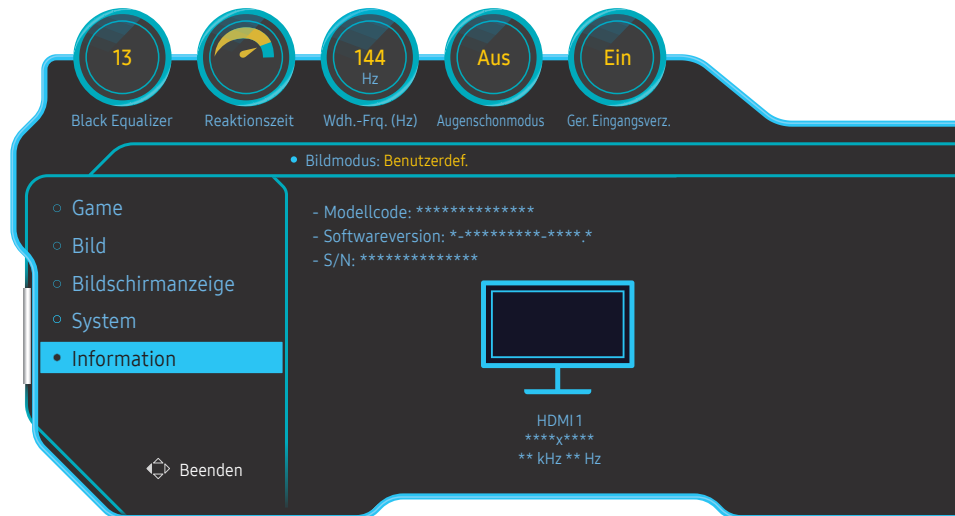 13
144
Hz
Aus
Ein
Black Equalizer
Reaktionszeit
Wdh.-Frq. (Hz)
Augenschonmodus
Ger. Eingangsverz.
• Bildmodus: Benutzerdef.
Game
Bild
Bildschirmanzeige
System
Information
Beenden
- Modellcode: **************
- Softwareversion: *-*********-****.*
- S/N: **************
HDMI 1
****x****
** kHz ** Hz